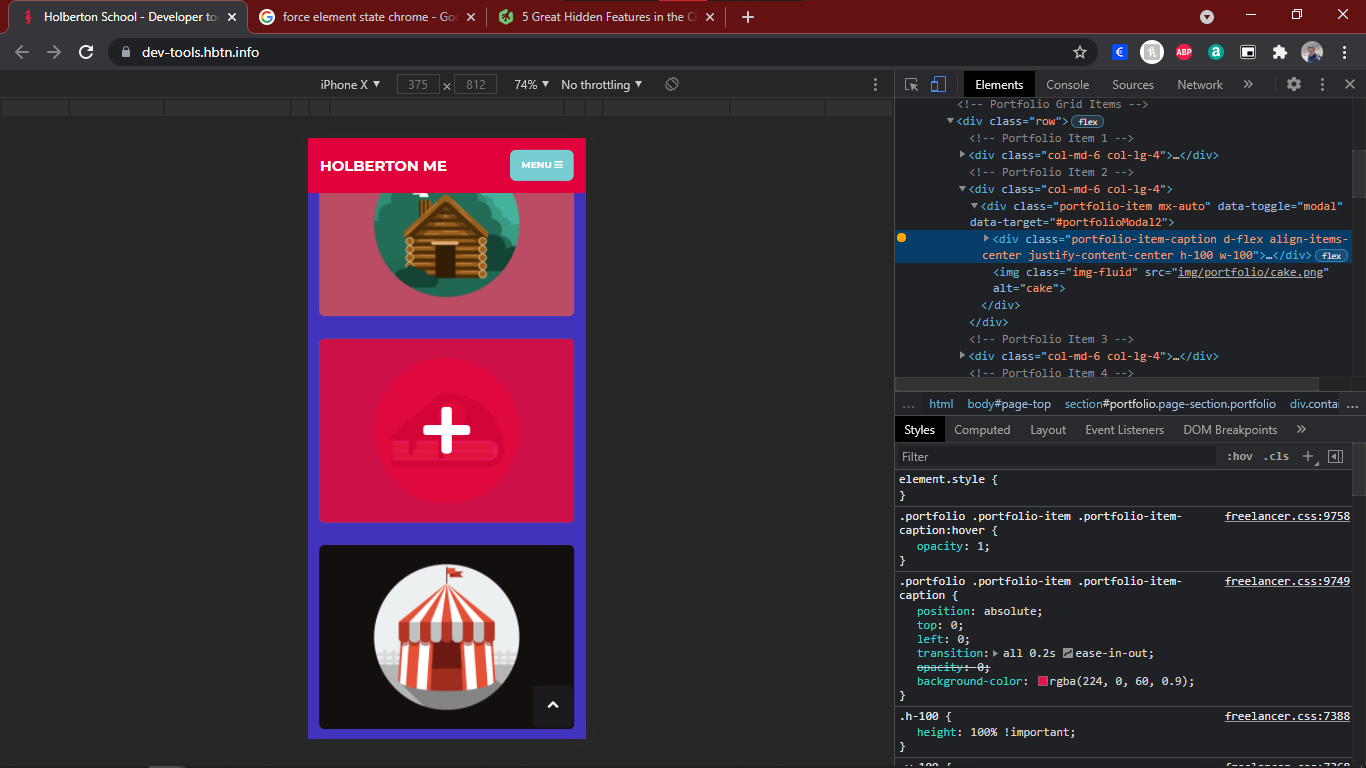 Holberton School - Developer to
force element state chrome - Goo
5 Great Hidden Features in the C
dev-tools.hbtn.info
ABP
iPhone X ▼ 375 × 812 74% ▼ No throttling ▼
Elements Console Sources Network »
HOLBERTON ME
MENU
<!-- Portfolio Grid Items -->
<div class="row"> flex
<!-- Portfolio Item 1 -->
<div class="col-md-6 col-lg-4">…</div>
<!-- Portfolio Item 2 -->
<div class="col-md-6 col-lg-4">
<div class="portfolio-item mx-auto" data-toggle="modal"
data-target="#portfolioModal2">
<div class="portfolio-item-caption d-flex align-items-
center justify-content-center h-100 w-100">…</div> flex
<img class="img-fluid" src="img/portfolio/cake.png"
alt="cake">
</div>
</div>
<!-- Portfolio Item 3 -->
<div class="col-md-6 col-lg-4">…</div>
<!-- Portfolio Item 4 -->
… html body#page-top section#portfolio.page-section.portfolio div.contai …
Styles Computed Layout Event Listeners DOM Breakpoints »
Filter :hov .cls +
element.style {
}
.portfolio .portfolio-item .portfolio-item-
caption:hover {
freelancer.css:9758
opacity: 1;
}
.portfolio .portfolio-item .portfolio-item-
caption {
freelancer.css:9749
position: absolute;
top: 0;
left: 0;
transition: all 0.2s ease-in-out;
opacity: 0;
background-color: rgba(224, 0, 60, 0.9);
}
.h-100 {
freelancer.css:7388
height: 100% !important;
}